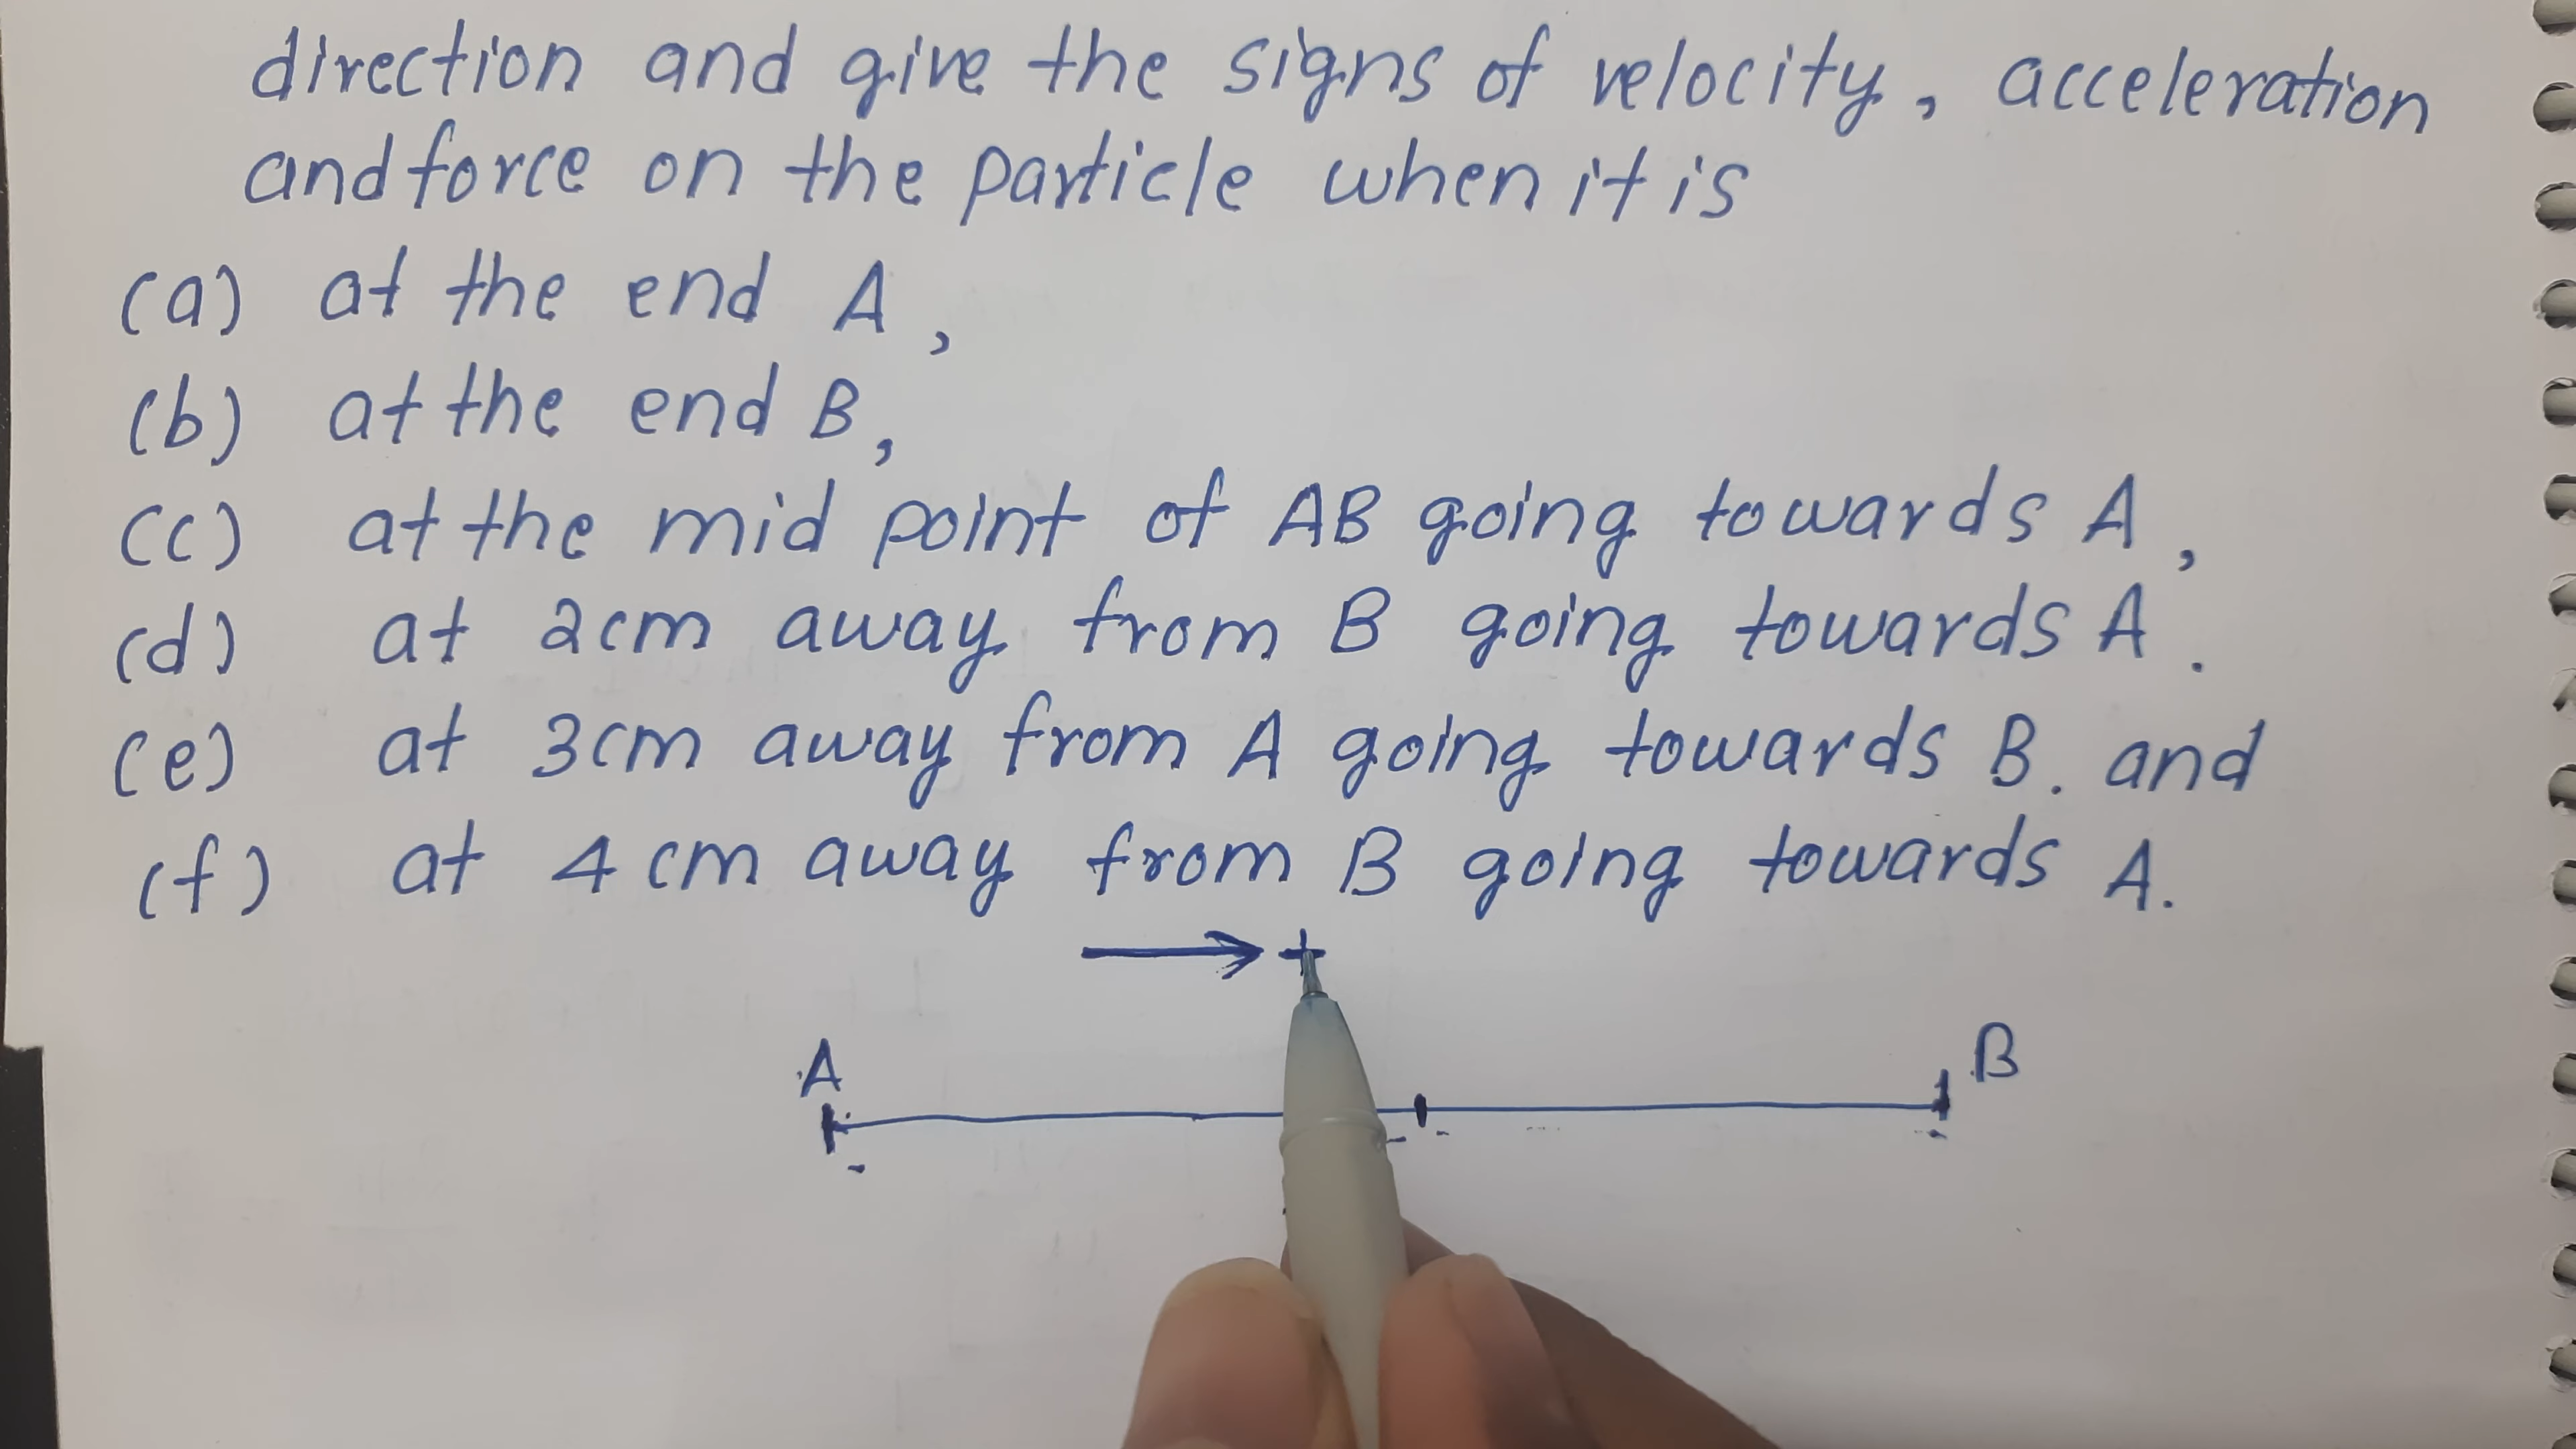 direction and give the signs of velocity, acceleration
and force on the particle when it is
(a) at the end A,
(b) at the end B,
(c) at the mid point of AB going towards A,
(d) at 2cm away from B going towards A.
(e) at 3cm away from A going towards B. and
(f) at 4cm away from B going towards A.
+
A B